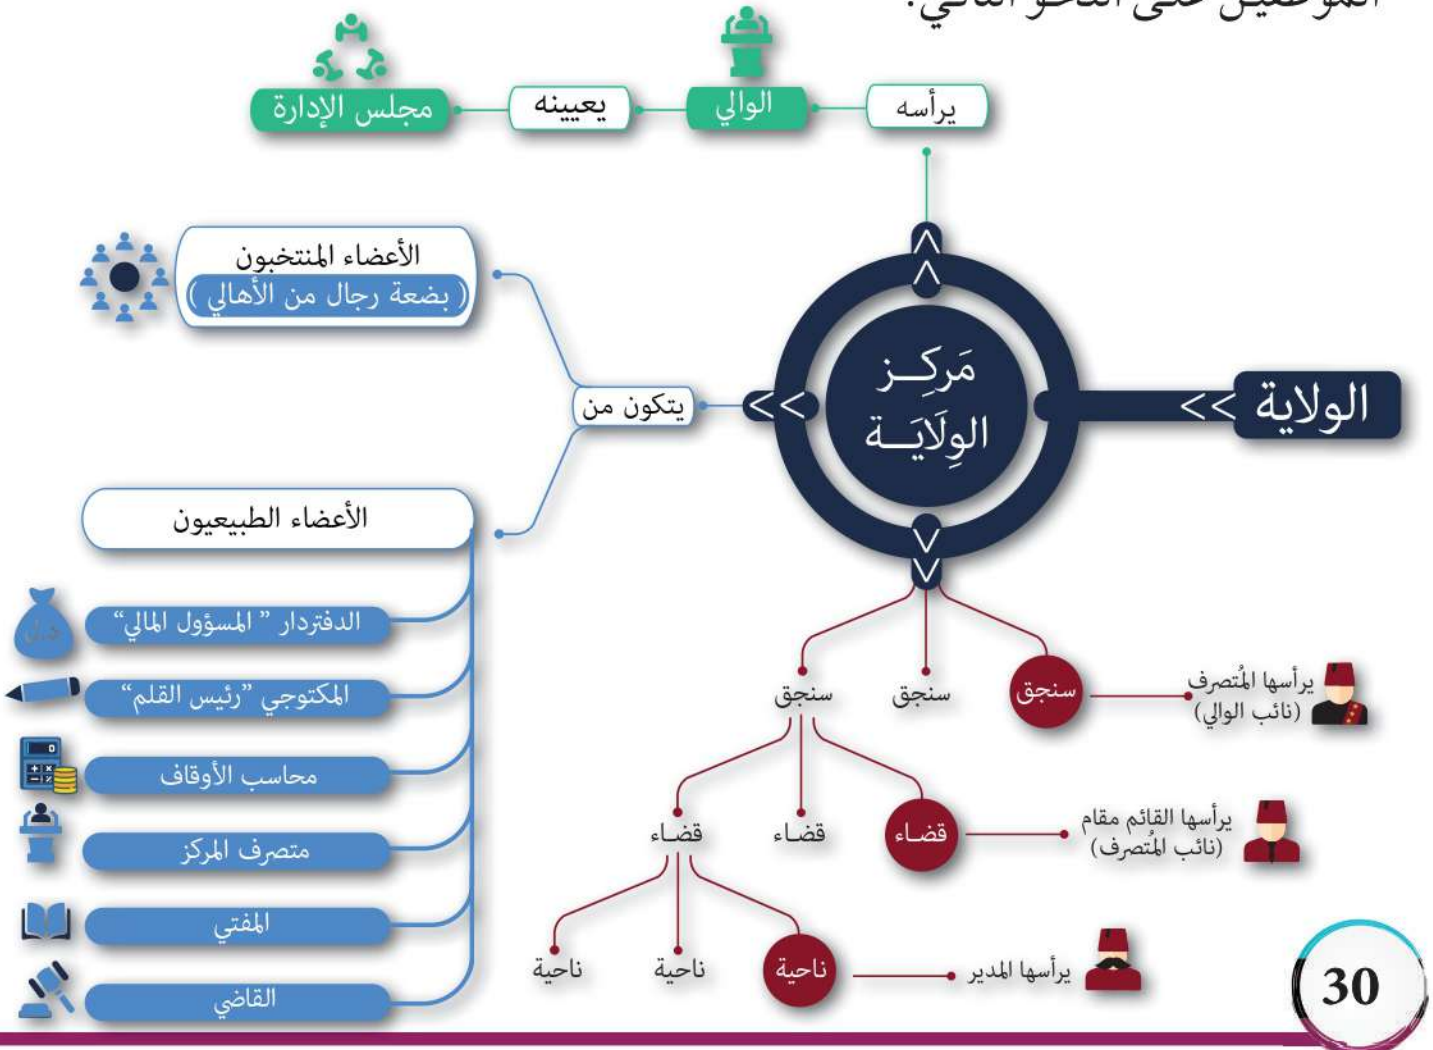 الموظفين على النحو التالي:
يرأسه
الوالي
يعيينه
مجلس الإدارة
الولاية >>
مَركِـــز
الوِلَايَـــة
يتكون من
الأعضاء المنتخبون
( بضعة رجال من الأهالي )
الأعضاء الطبيعيون
الدفتردار ” المسؤول المالي“
المكتوجي ”رئيس القلم“
محاسب الأوقاف
متصرف المركز
المفتي
القاضي
سنجق
سنجق
سنجق
يرأسها المُتصرف
(نائب الوالي)
قضاء
قضاء
قضاء
يرأسها القائم مقام
(نائب المُتصرف)
ناحية
ناحية
ناحية
يرأسها المدير
30